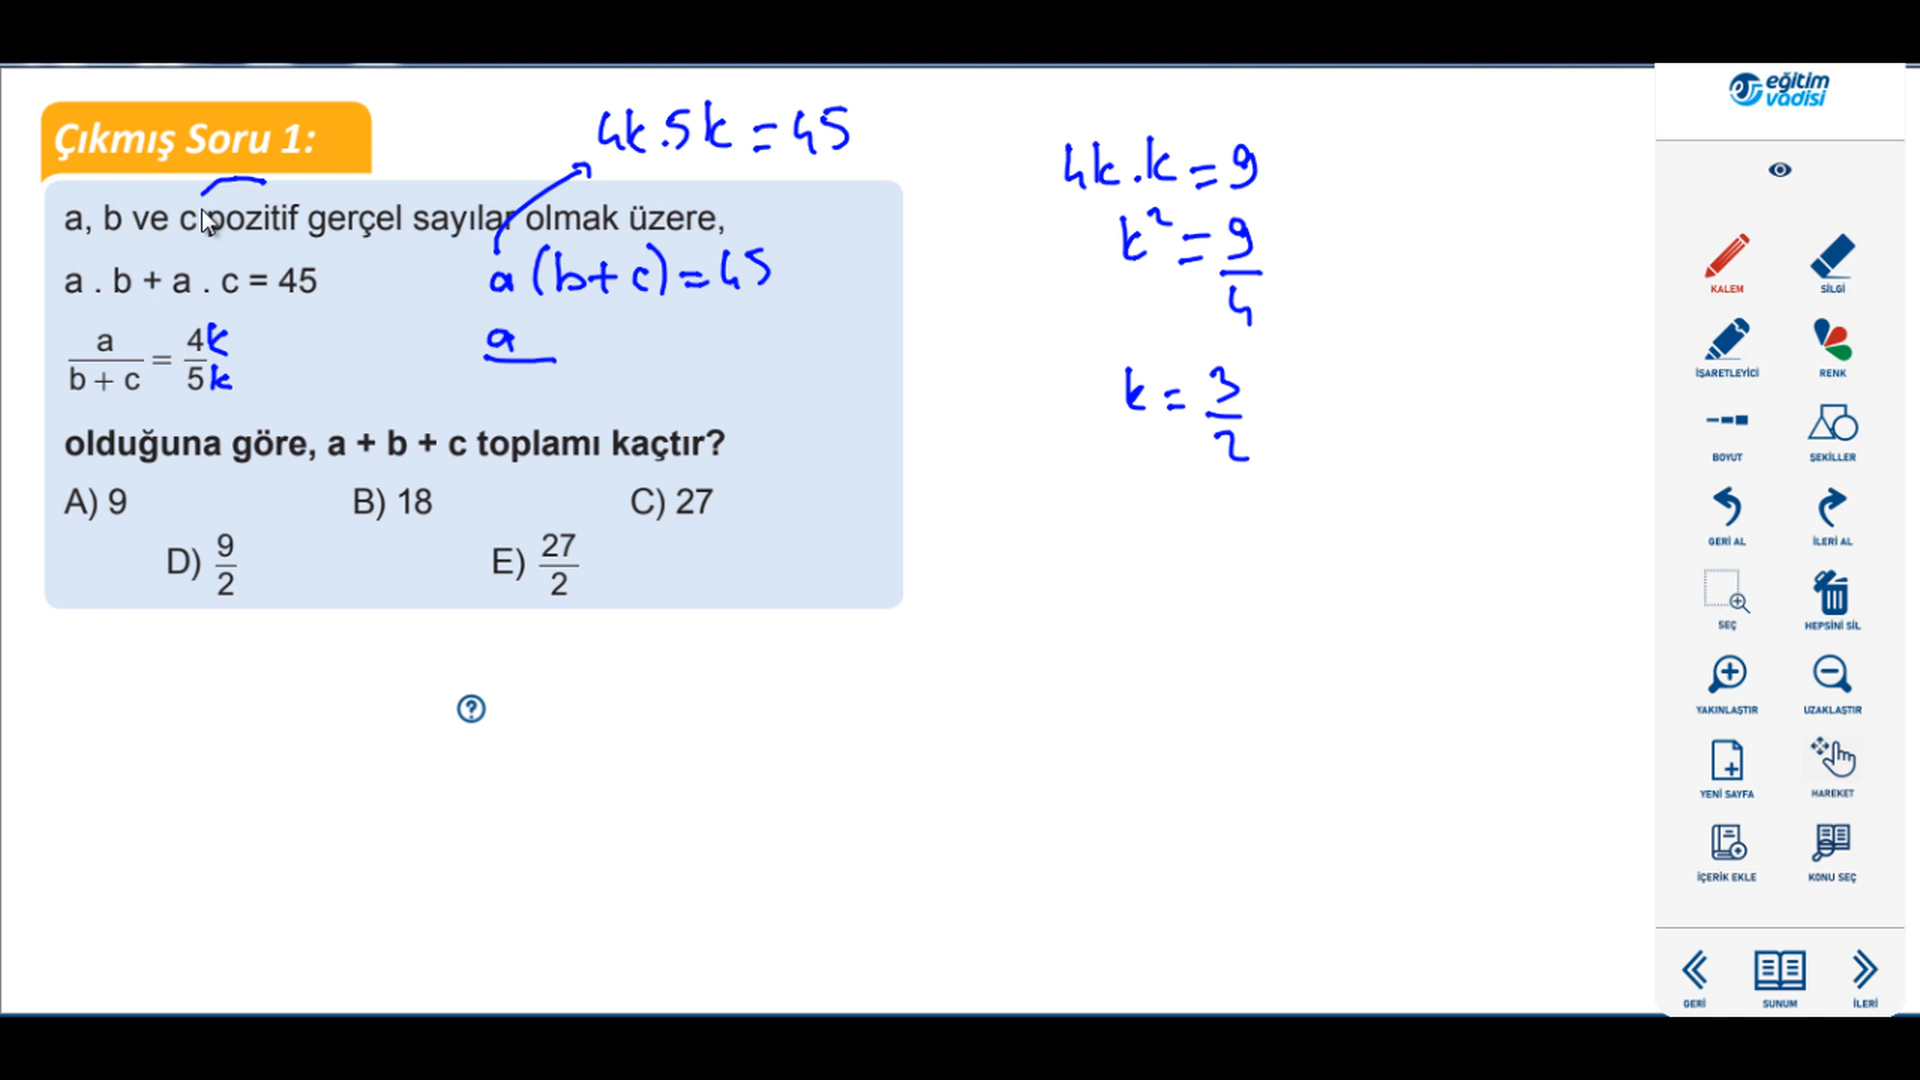 eğitim
vadisi
Çıkmış Soru 1:
4k.5k=45
a, b ve c pozitif gerçel sayılar olmak üzere,
a . b + a . c = 45
a(b+c)=45
a/(b + c) = 4k/5k
a
olduğuna göre, a + b + c toplamı kaçtır?
A) 9 B) 18 C) 27
D) 9/2 E) 27/2
4k.k=9
k²=9/4
k=3/2
KALEM SİLGİ
İŞARETLEYİCİ RENK
BOYUT ŞEKİLLER
GERİ AL İLERİ AL
SEÇ HEPSİNİ SİL
YAKINLAŞTIR UZAKLAŞTIR
YENİ SAYFA HAREKET
İÇERİK EKLE KONU SEÇ
GERİ SUNUM İLERİ